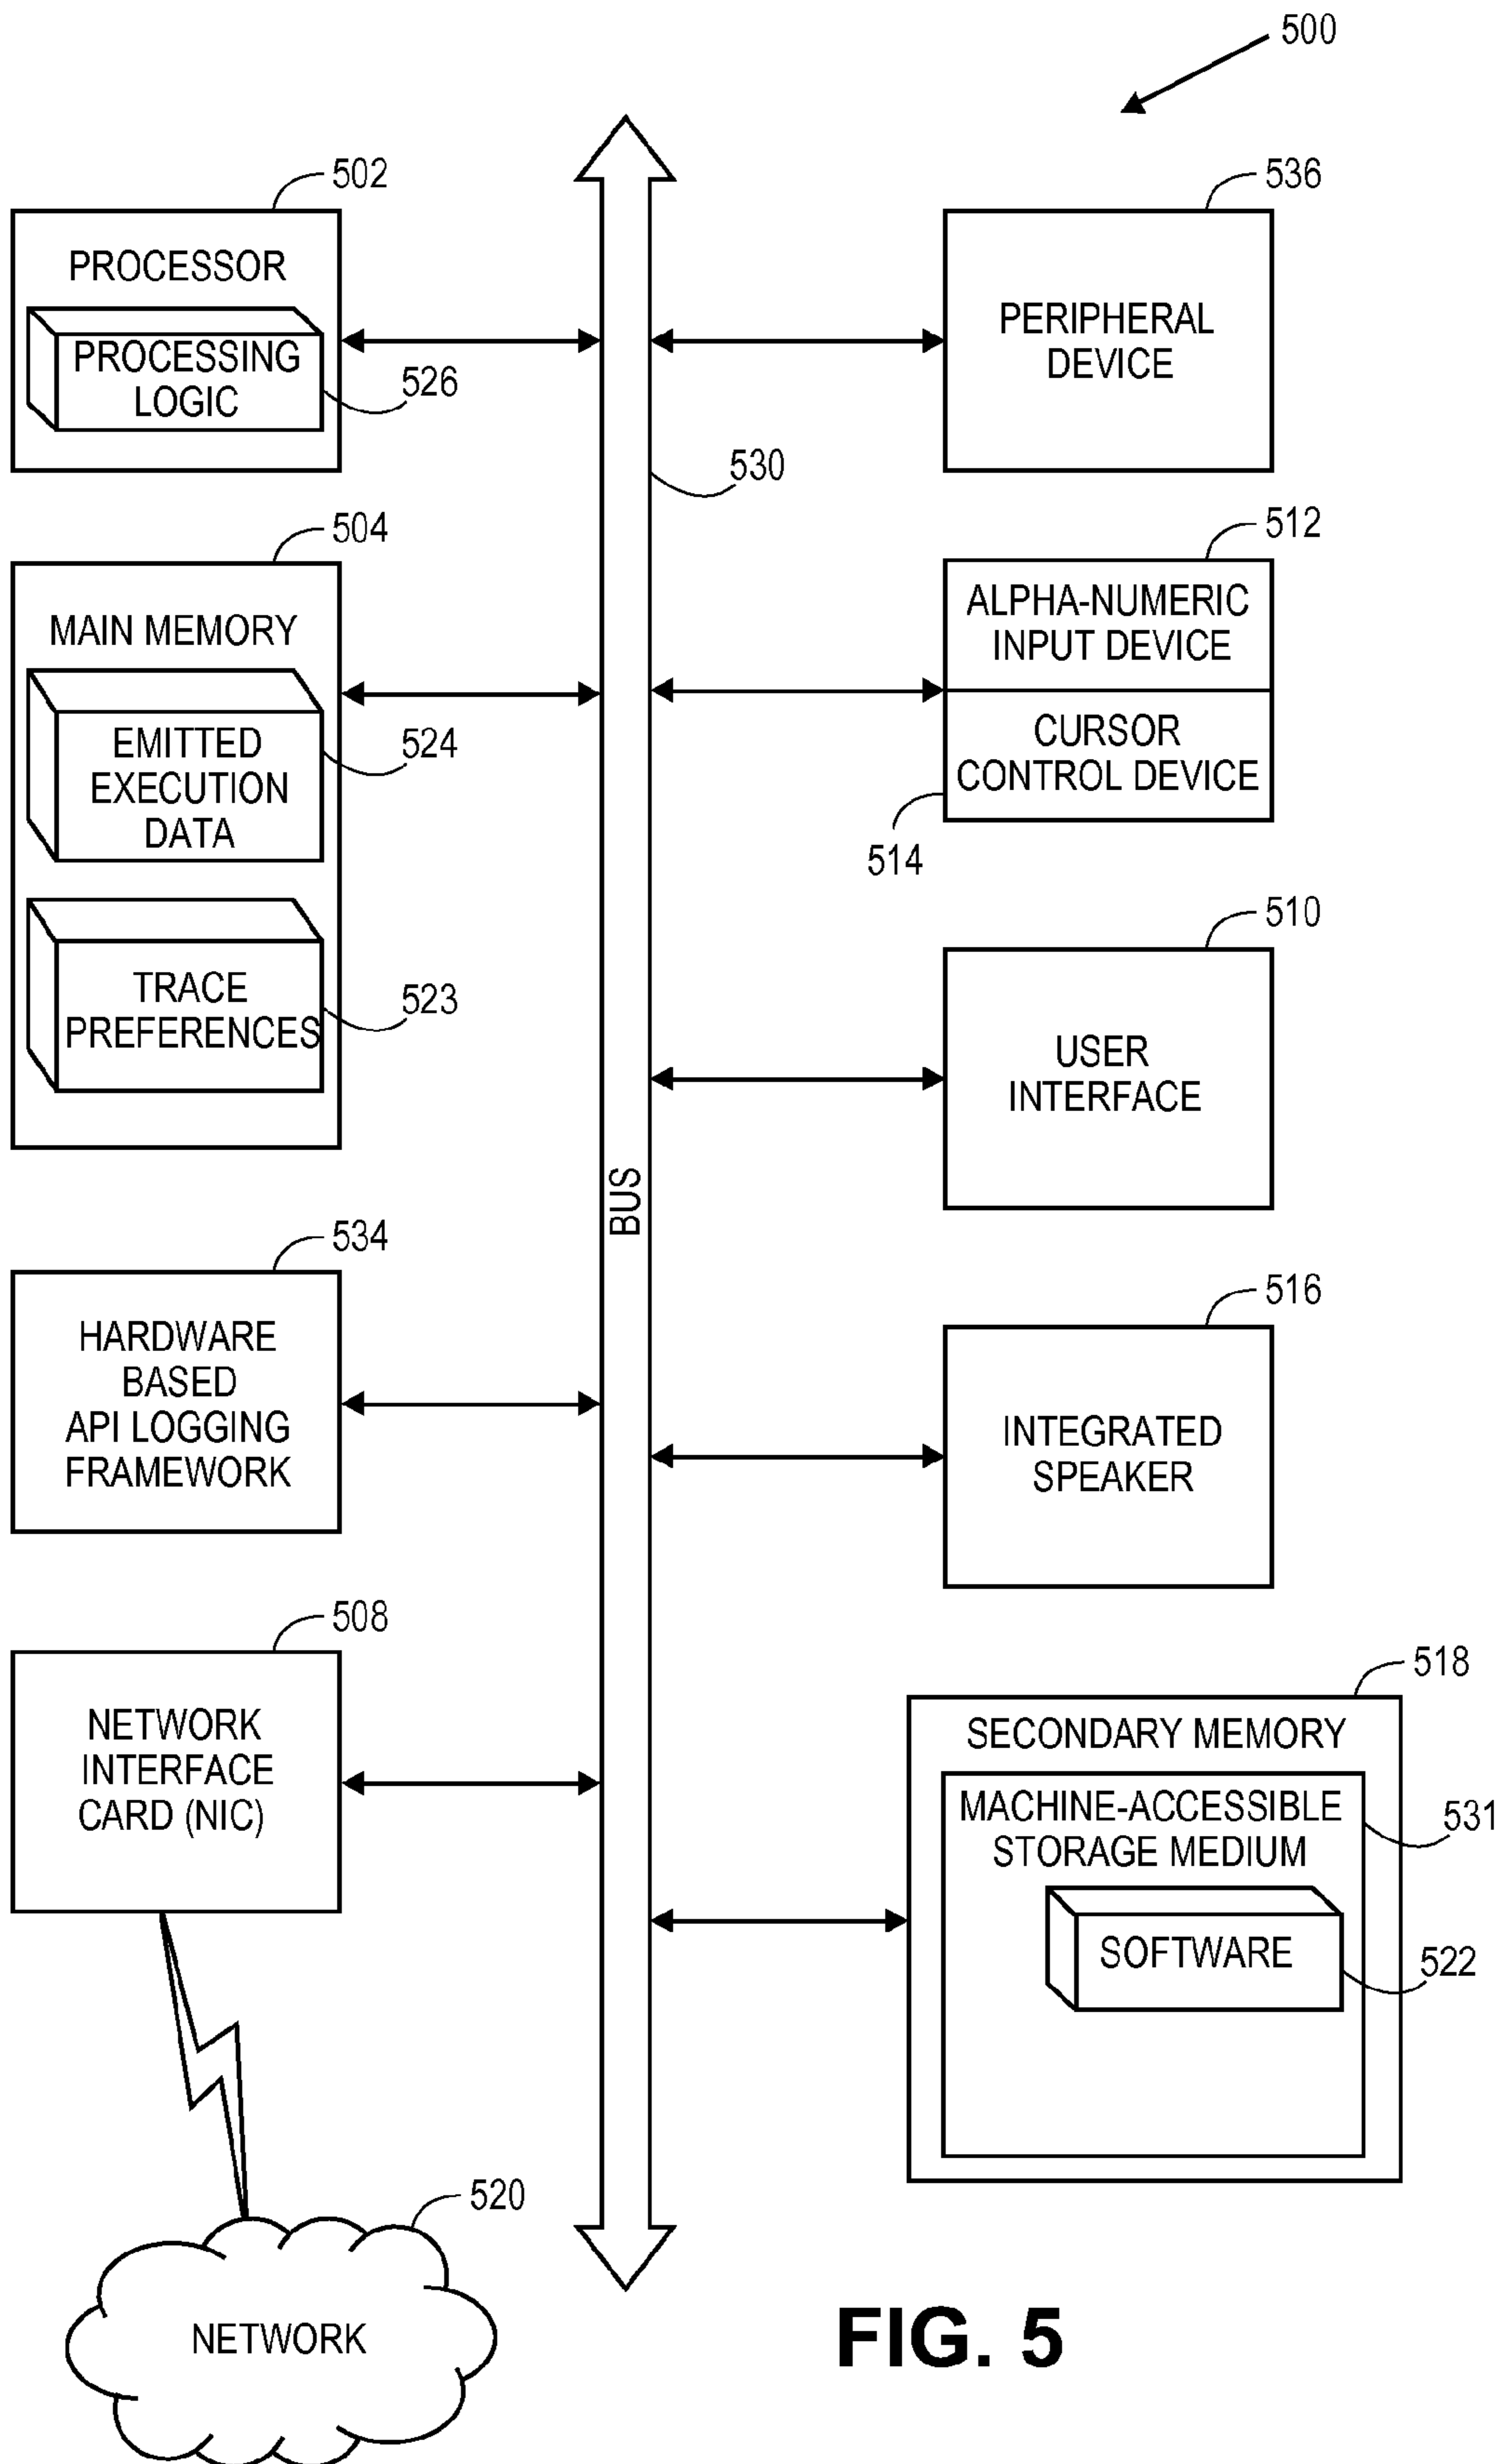 500
502
PROCESSOR
PROCESSING
LOGIC
526
504
MAIN MEMORY
EMITTED
EXECUTION
DATA
524
TRACE
PREFERENCES
523
534
HARDWARE
BASED
API LOGGING
FRAMEWORK
508
NETWORK
INTERFACE
CARD (NIC)
520
NETWORK
BUS
530
536
PERIPHERAL
DEVICE
512
ALPHA-NUMERIC
INPUT DEVICE
CURSOR
CONTROL DEVICE
514
510
USER
INTERFACE
516
INTEGRATED
SPEAKER
518
SECONDARY MEMORY
MACHINE-ACCESSIBLE
STORAGE MEDIUM
531
SOFTWARE
522
FIG. 5